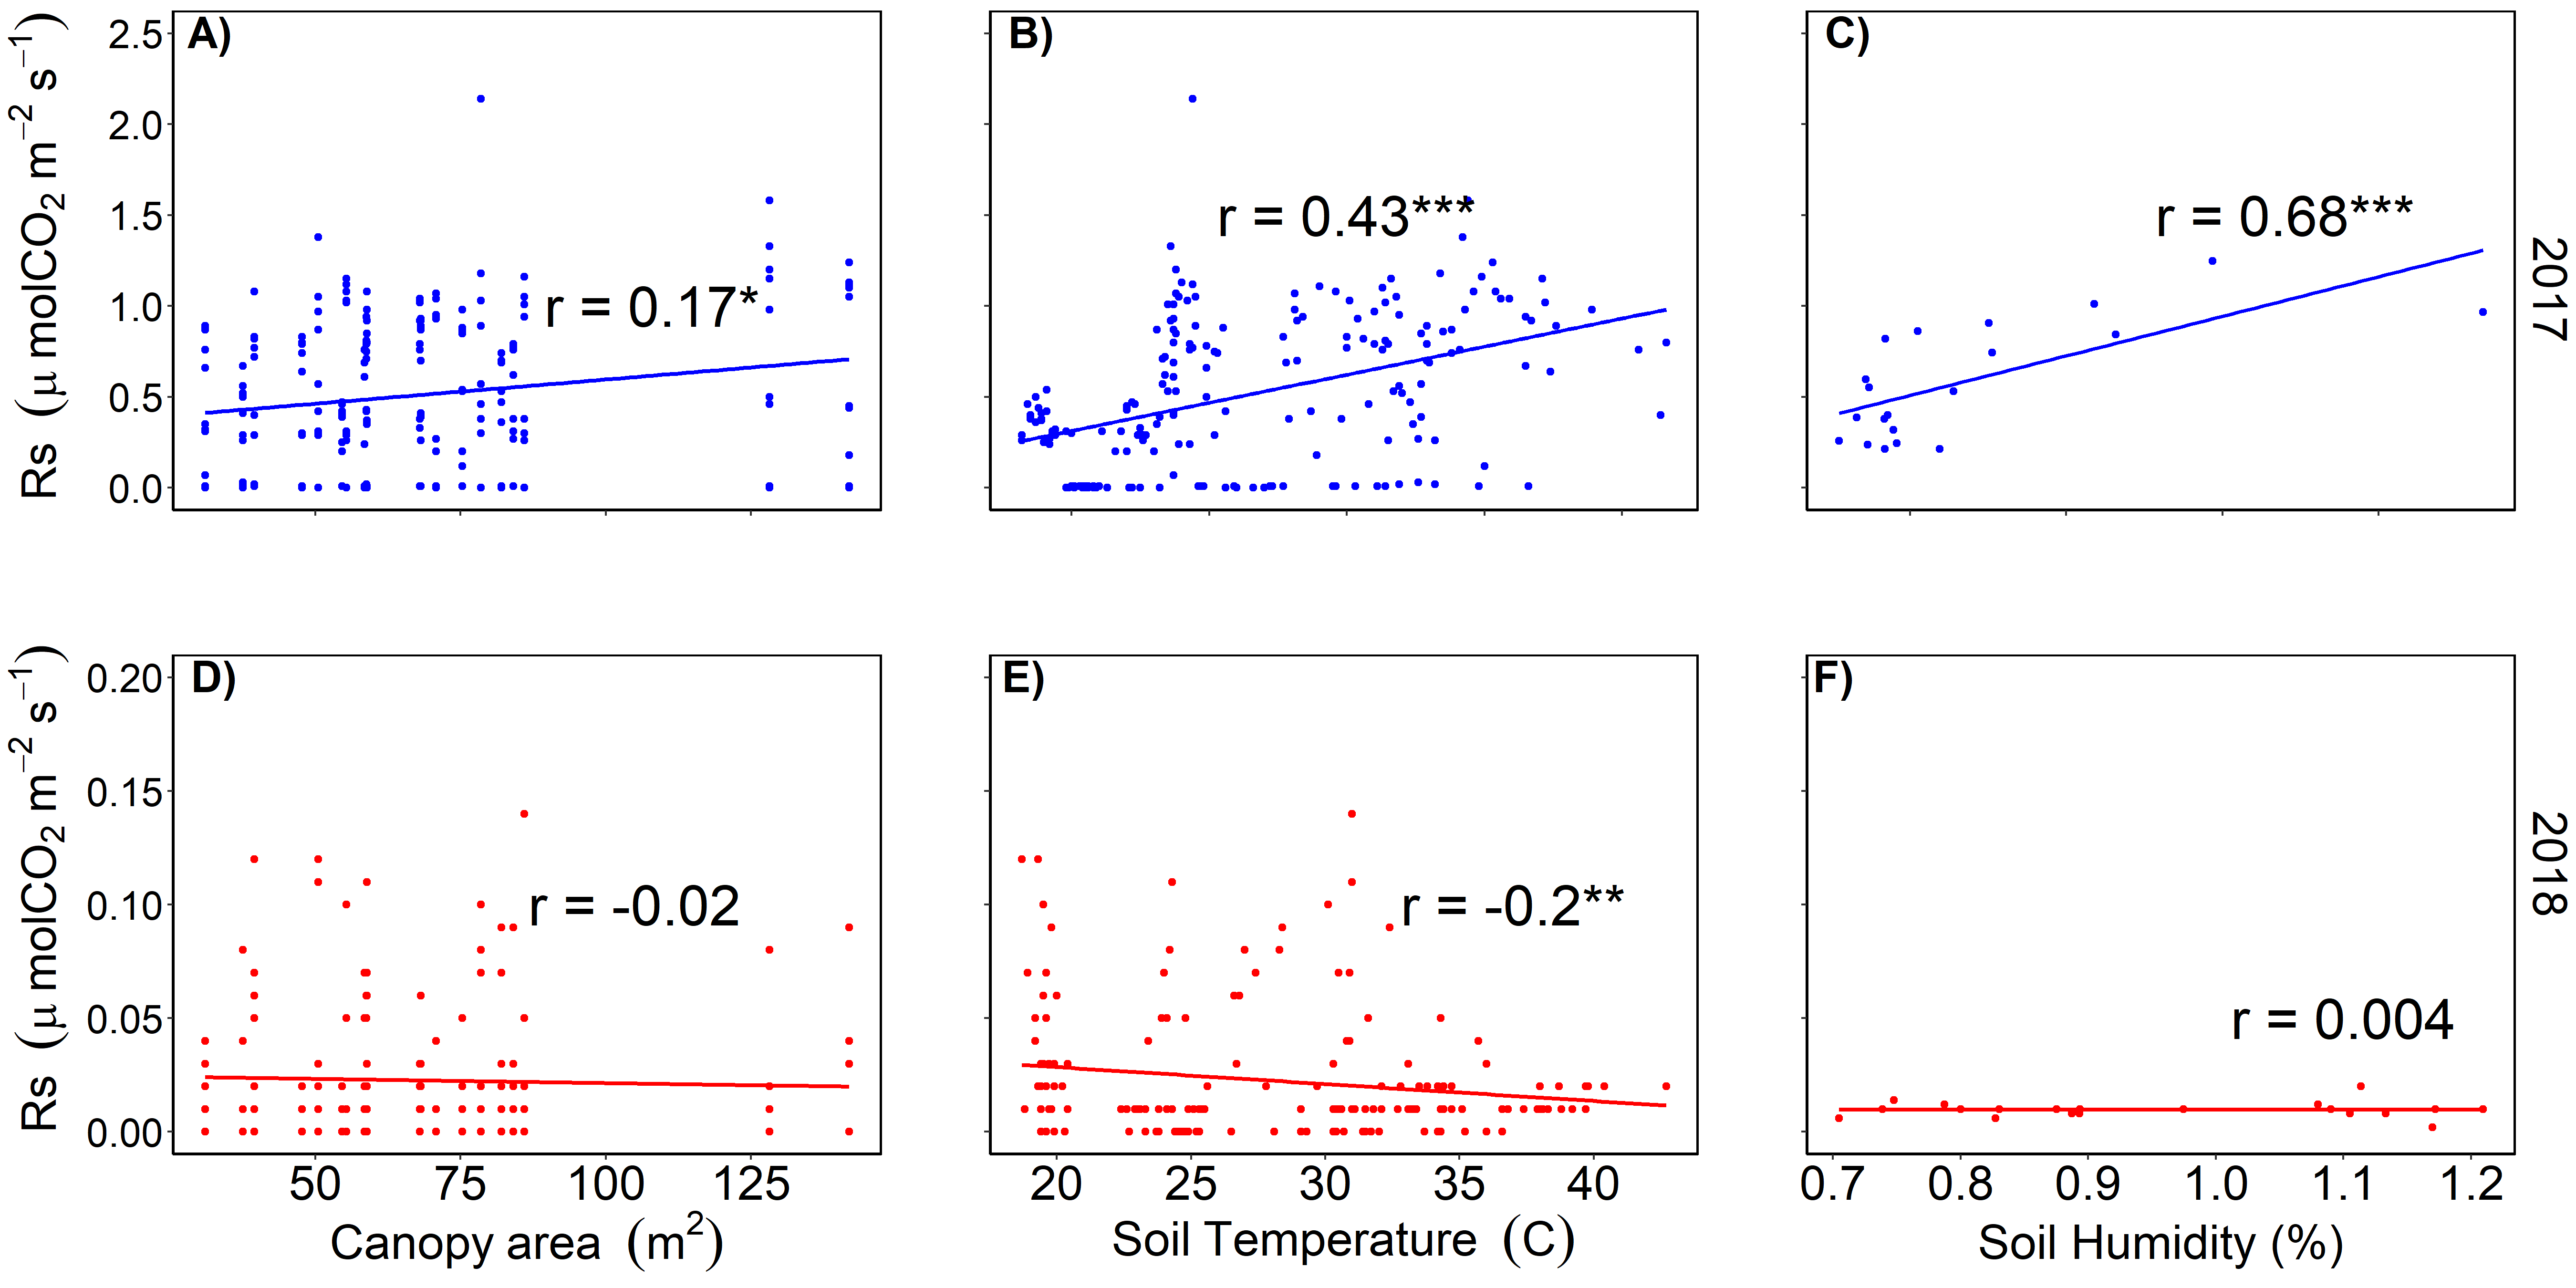 A)
B)
C)
2.5
2.0
1.5
1.0
0.5
0.0
Rs (μ molCO₂ m⁻² s⁻¹)
r = 0.17*
r = 0.43***
r = 0.68***
2017
D)
E)
F)
0.20
0.15
0.10
0.05
0.00
Rs (μ molCO₂ m⁻² s⁻¹)
r = -0.02
r = -0.2**
r = 0.004
2018
50 75 100 125
20 25 30 35 40
0.7 0.8 0.9 1.0 1.1 1.2
Canopy area (m²)
Soil Temperature (C)
Soil Humidity (%)